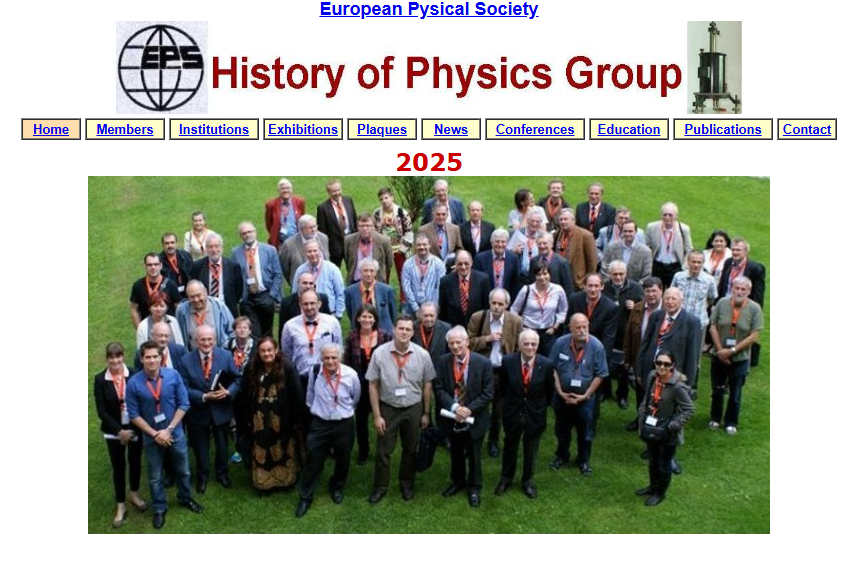 European Pysical Society
EPS
History of Physics Group
Home Members Institutions Exhibitions Plaques News Conferences Education Publications Contact
2025